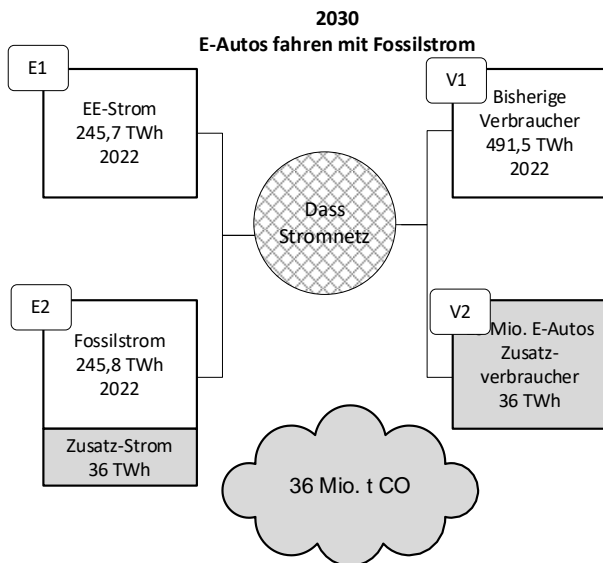 2030
E-Autos fahren mit Fossilstrom
E1
EE-Strom
245,7 TWh
2022
V1
Bisherige
Verbraucher
491,5 TWh
2022
Dass
Stromnetz
E2
Fossilstrom
245,8 TWh
2022
Zusatz-Strom
36 TWh
V2
Mio. E-Autos
Zusatz-
verbraucher
36 TWh
36 Mio. t CO